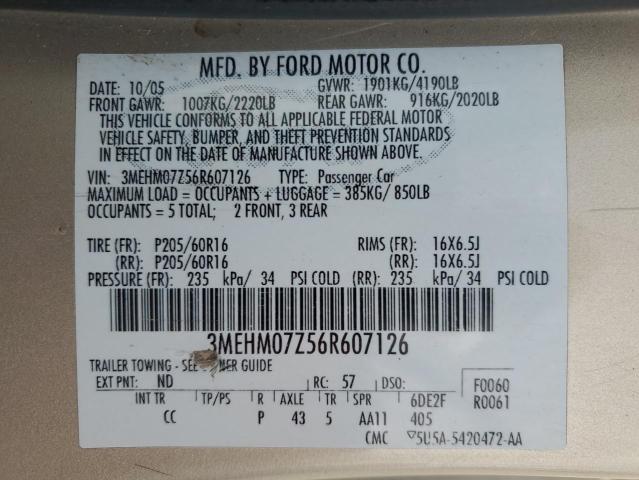 MFD. BY FORD MOTOR CO.
DATE: 10/05 GVWR: 1901KG/4190LB
FRONT GAWR: 1007KG/2220LB REAR GAWR: 916KG/2020LB
THIS VEHICLE CONFORMS TO ALL APPLICABLE FEDERAL MOTOR
VEHICLE SAFETY, BUMPER, AND THEFT PREVENTION STANDARDS
IN EFFECT ON THE DATE OF MANUFACTURE SHOWN ABOVE.
VIN: 3MEHM07Z56R607126 TYPE: Passenger Car
MAXIMUM LOAD = OCCUPANTS + LUGGAGE = 385KG/ 850LB
OCCUPANTS = 5 TOTAL; 2 FRONT, 3 REAR
TIRE (FR): P205/60R16 RIMS (FR): 16X6.5J
(RR): P205/60R16 (RR): 16X6.5J
PRESSURE (FR): 235 kPa/ 34 PSI COLD (RR): 235 kPa/ 34 PSI COLD
3MEHM07Z56R607126
TRAILER TOWING - GUIDE
EXT PNT: ND RC: 57 DSO: F0060
INT TR TP/PS R AXLE TR SPR 6DE2F R0061
CC P 43 5 AA11 405
CMC 5U5A-5420472-AA